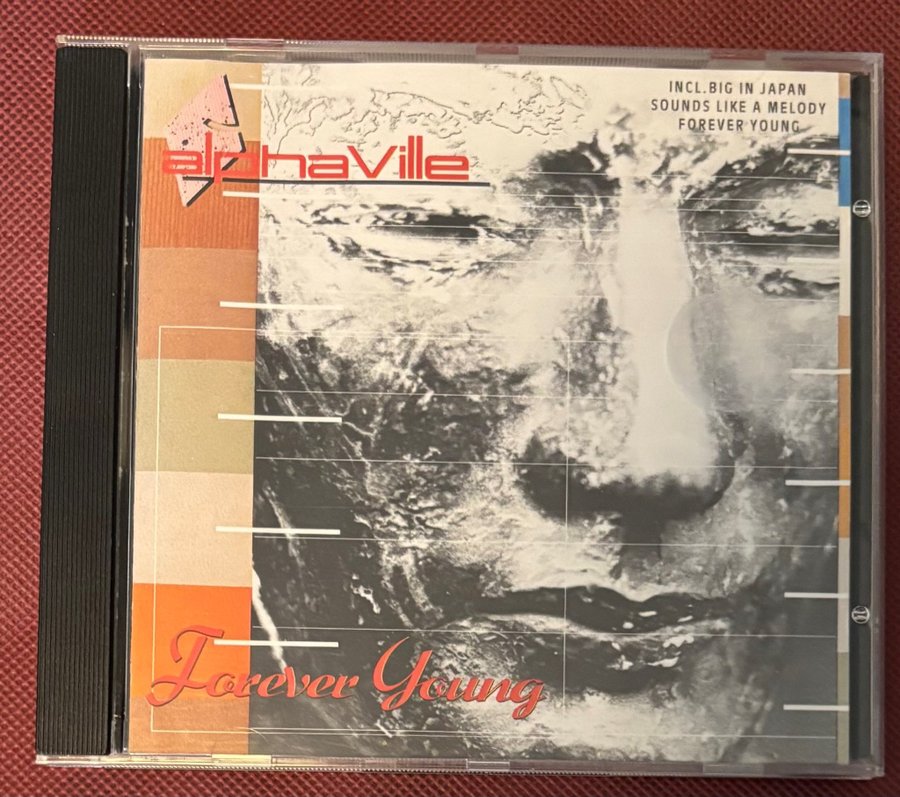 INCL.BIG IN JAPAN
SOUNDS LIKE A MELODY
FOREVER YOUNG
alphaville
Forever Young